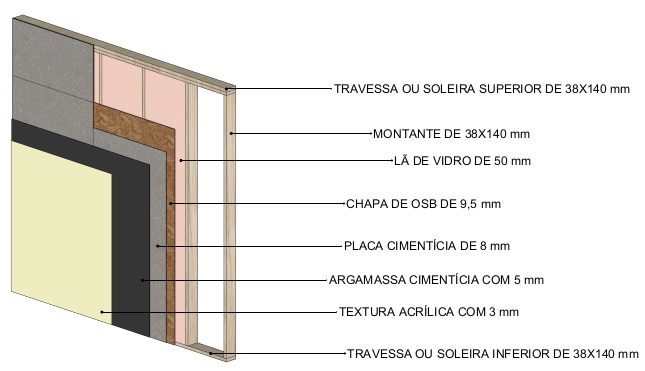 TRAVESSA OU SOLEIRA SUPERIOR DE 38X140 mm
MONTANTE DE 38X140 mm
LÃ DE VIDRO DE 50 mm
CHAPA DE OSB DE 9,5 mm
PLACA CIMENTÍCIA DE 8 mm
ARGAMASSA CIMENTÍCIA COM 5 mm
TEXTURA ACRÍLICA COM 3 mm
TRAVESSA OU SOLEIRA INFERIOR DE 38X140 mm